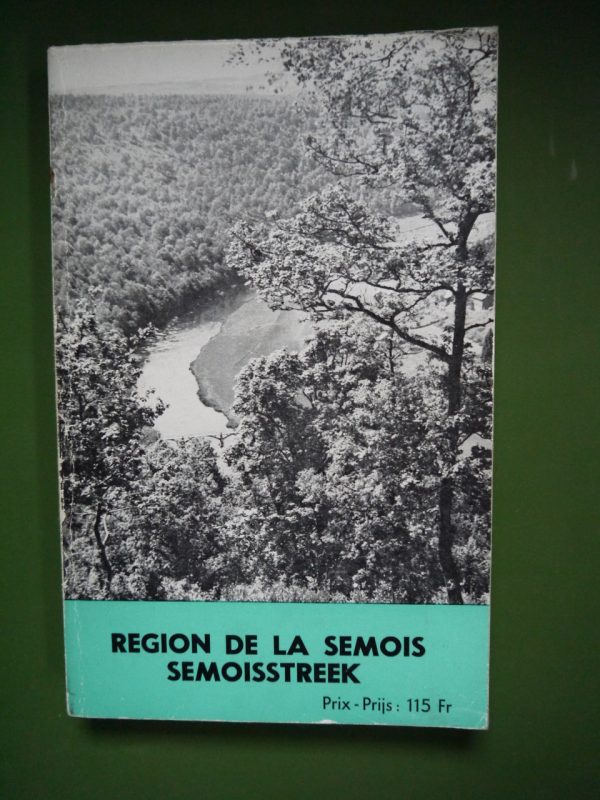 REGION DE LA SEMOIS
SEMOISSTREEK
Prix - Prijs : 115 Fr